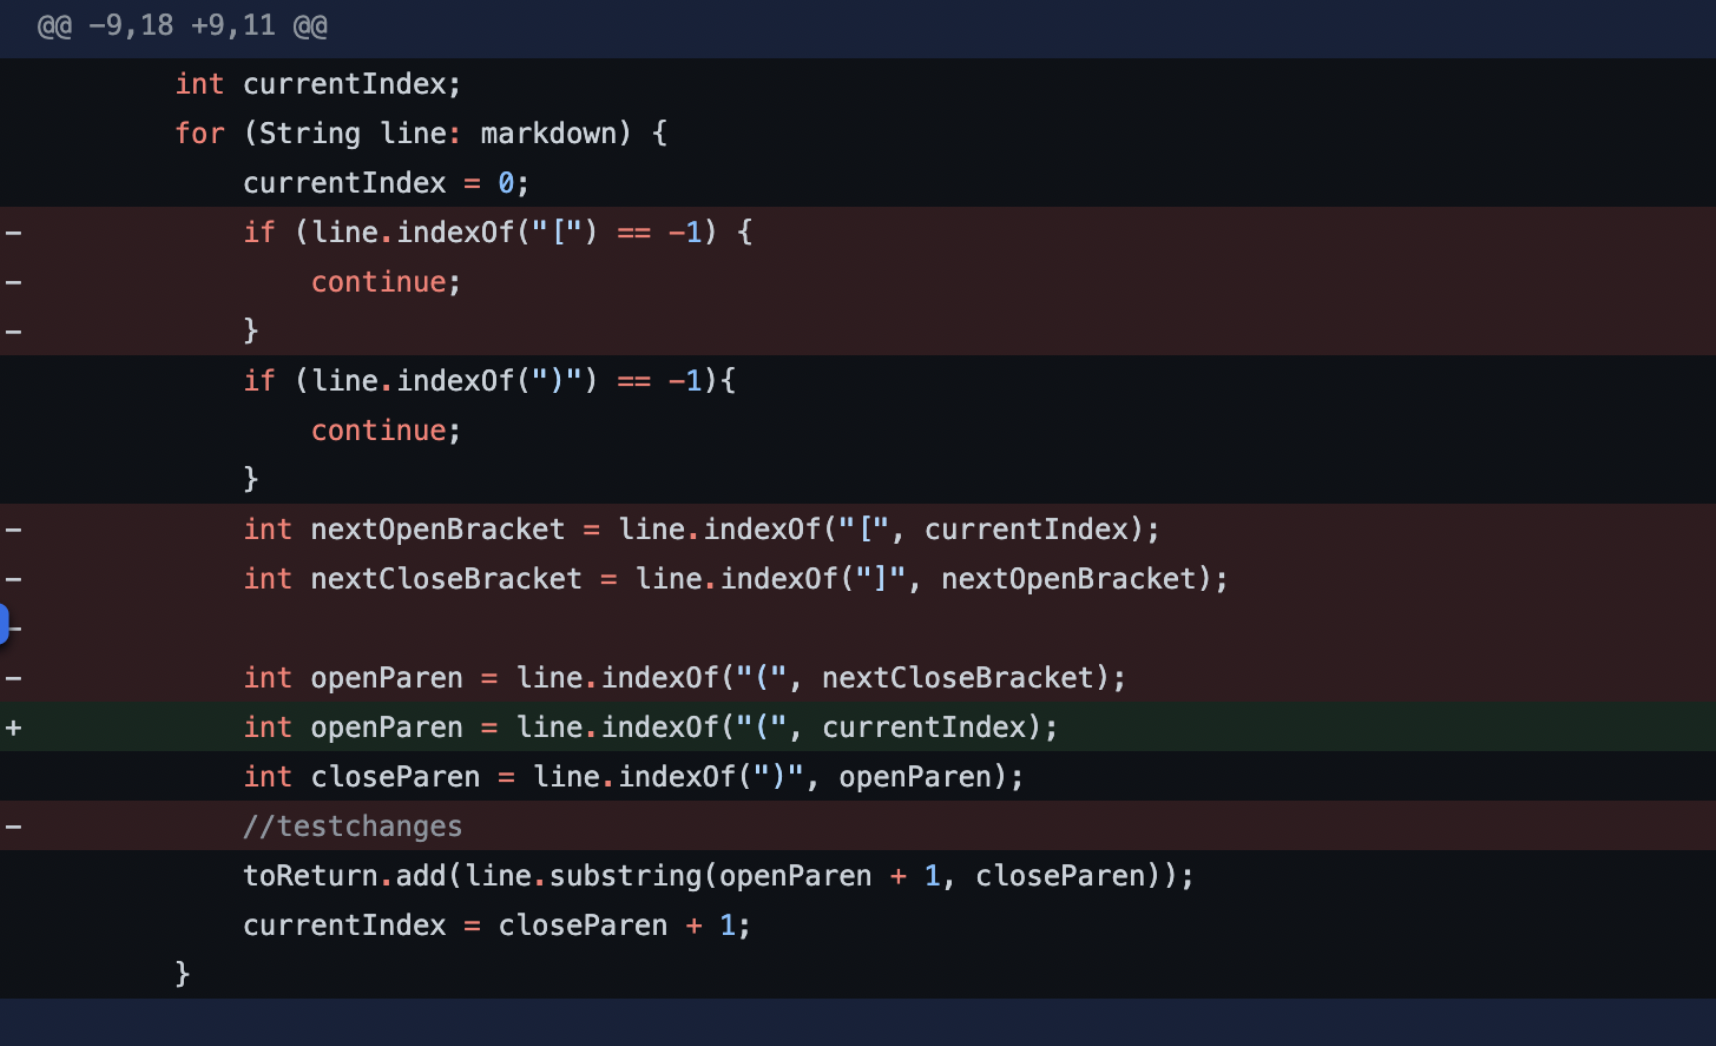 @@ -9,18 +9,11 @@
int currentIndex;
for (String line: markdown) {
currentIndex = 0;
- if (line.indexOf("[") == -1) {
- continue;
- }
if (line.indexOf(")") == -1){
continue;
}
- int nextOpenBracket = line.indexOf("[", currentIndex);
- int nextCloseBracket = line.indexOf("]", nextOpenBracket);
-
- int openParen = line.indexOf("(", nextCloseBracket);
+ int openParen = line.indexOf("(", currentIndex);
int closeParen = line.indexOf(")", openParen);
- //testchanges
toReturn.add(line.substring(openParen + 1, closeParen));
currentIndex = closeParen + 1;
}